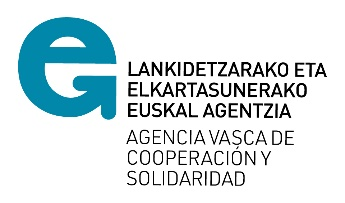 LANKIDETZARAKO ETA
ELKARTASUNERAKO
EUSKAL AGENTZIA
AGENCIA VASCA DE
COOPERACIÓN Y
SOLIDARIDAD